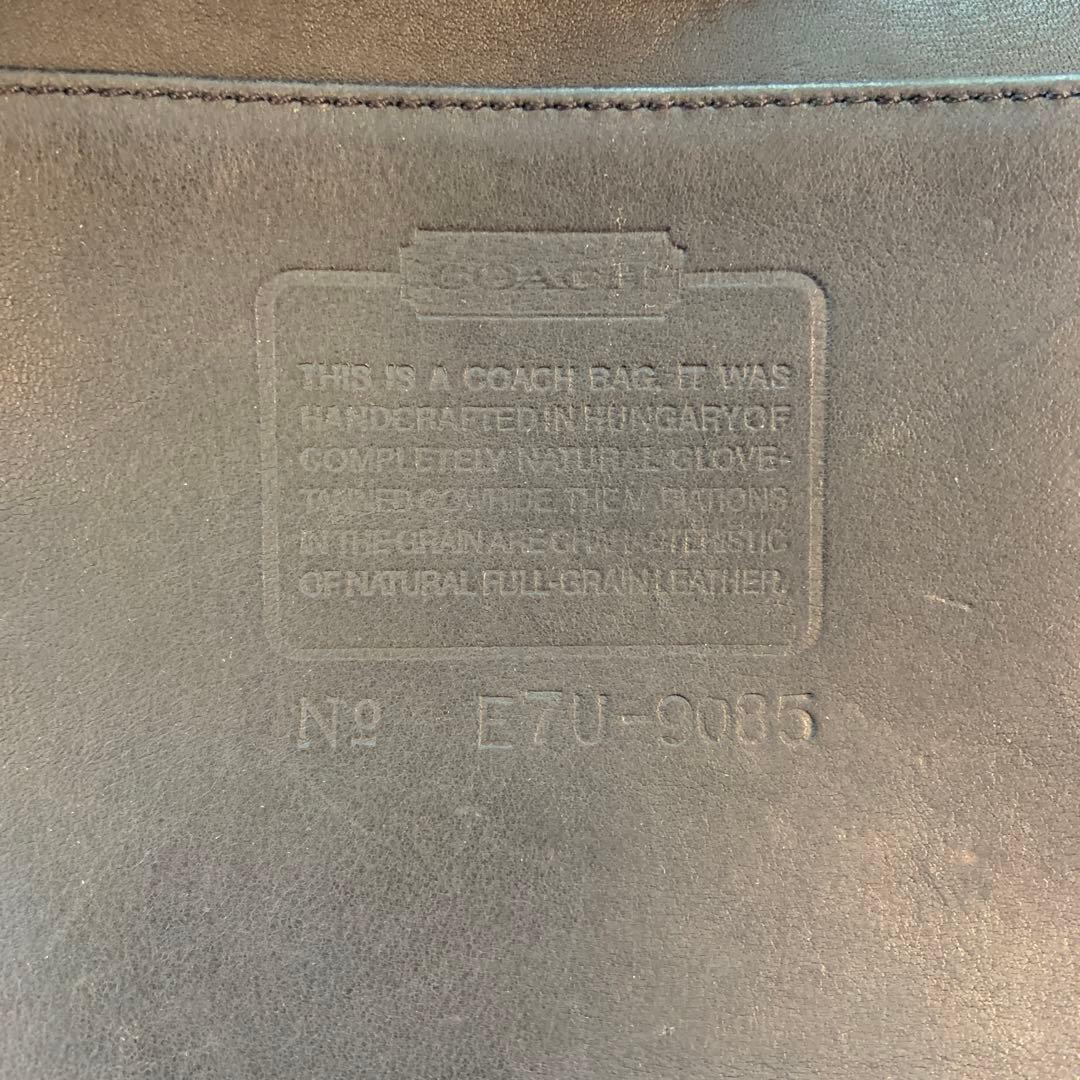 COACH
THIS IS A COACH BAG. IT WAS
HANDCRAFTED IN HUNGARY OF
COMPLETELY NATURAL GLOVE-
TANNED COWHIDE THE VARIATIONS
IN THE GRAIN ARE CHARACTERISTIC
OF NATURAL FULL-GRAIN LEATHER.
Nº E7U-9085